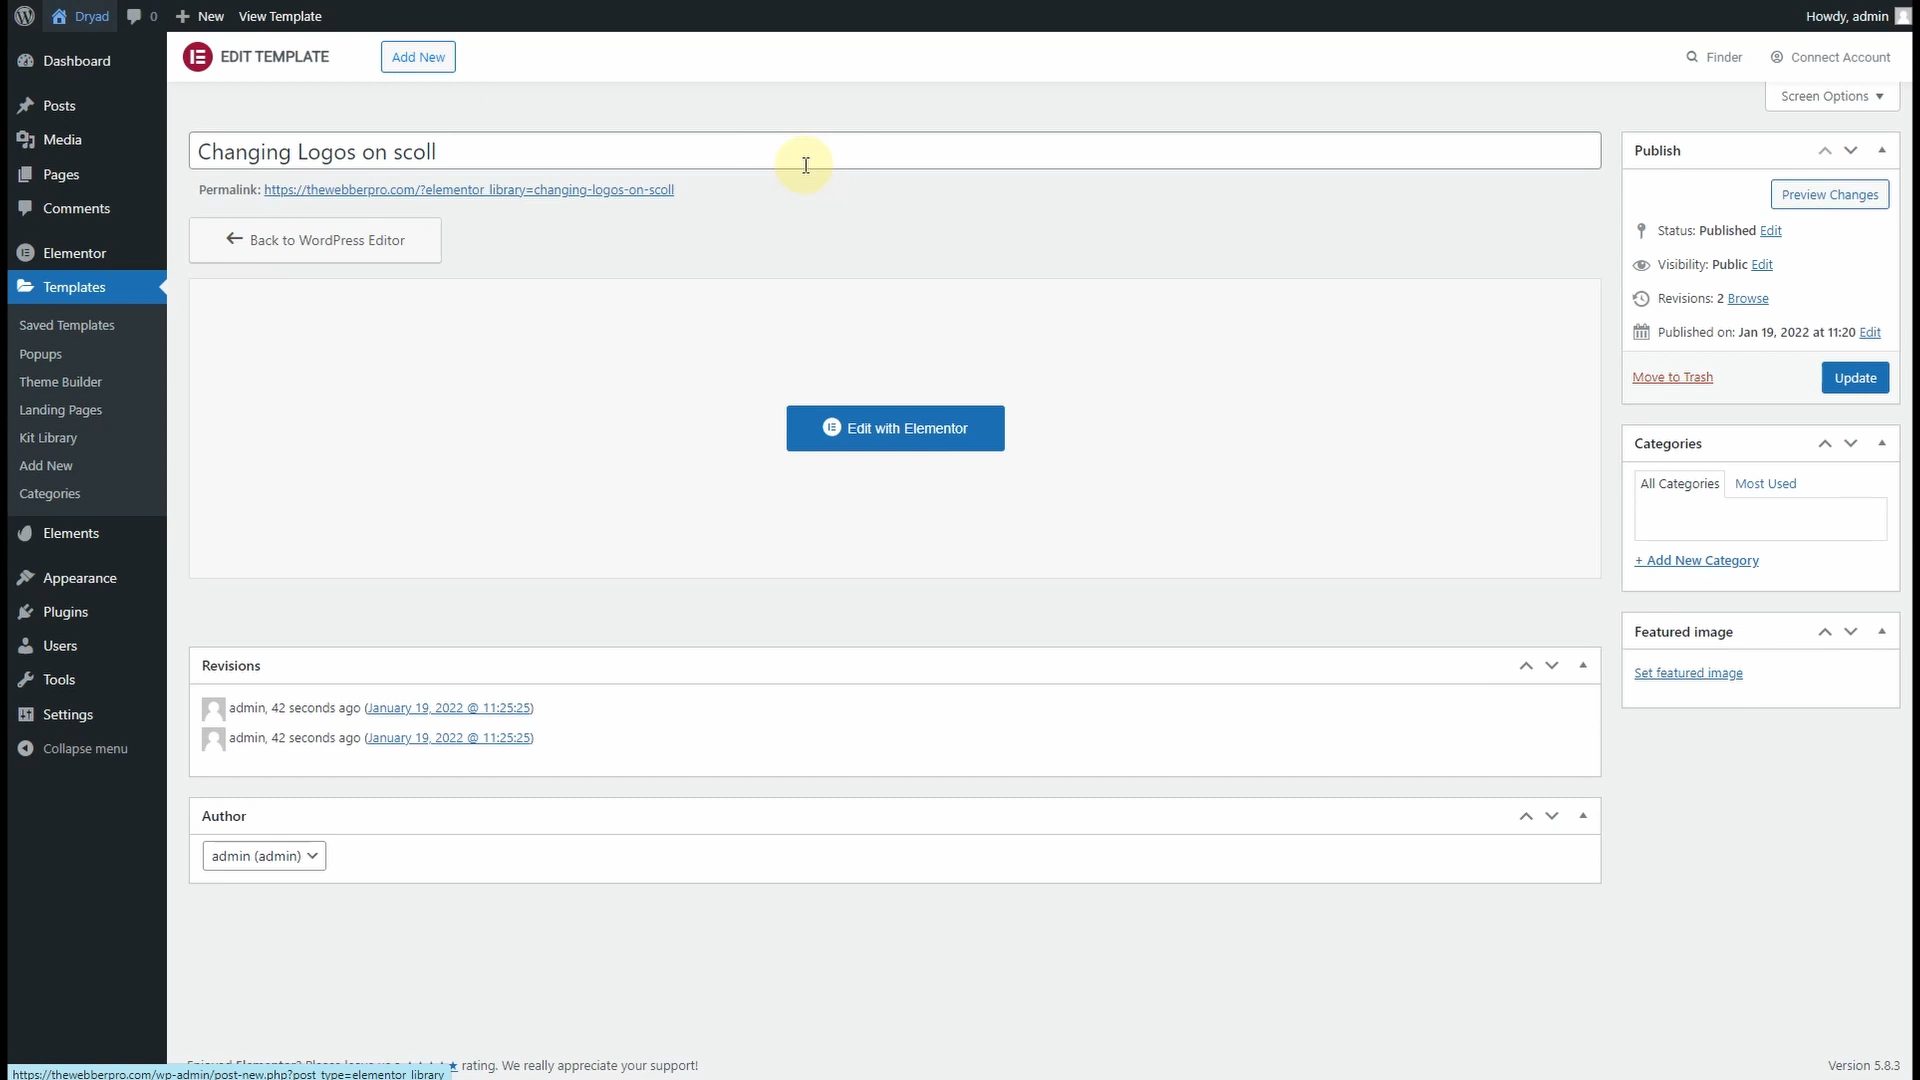 Dryad
0
New
View Template
Howdy, admin
Dashboard
Posts
Media
Pages
Comments
Elementor
Templates
Saved Templates
Popups
Theme Builder
Landing Pages
Kit Library
Add New
Categories
Elements
Appearance
Plugins
Users
Tools
Settings
Collapse menu
EDIT TEMPLATE
Add New
Finder
Connect Account
Screen Options
Changing Logos on scoll
Permalink: https://thewebberpro.com/?elementor_library=changing-logos-on-scoll
Back to WordPress Editor
Edit with Elementor
Revisions
admin, 42 seconds ago (January 19, 2022 @ 11:25:25)
admin, 42 seconds ago (January 19, 2022 @ 11:25:25)
Author
admin (admin)
Publish
Preview Changes
Status: Published Edit
Visibility: Public Edit
Revisions: 2 Browse
Published on: Jan 19, 2022 at 11:20 Edit
Move to Trash
Update
Categories
All Categories
Most Used
+ Add New Category
Featured image
Set featured image
rating. We really appreciate your support!
Version 5.8.3
https://thewebberpro.com/wp-admin/post-new.php?post_type=elementor_library